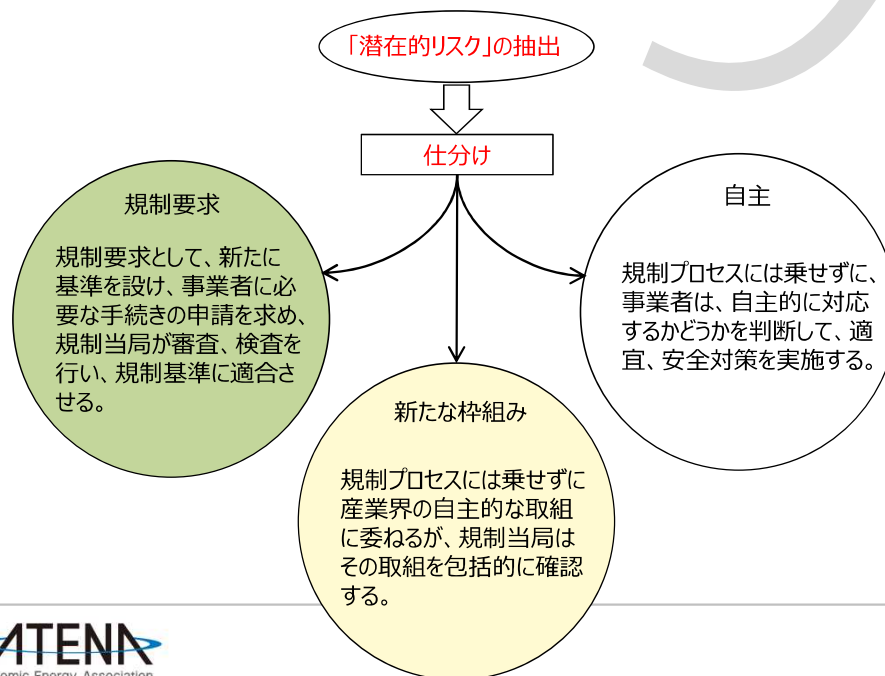 「潜在的リスク」の抽出
仕分け
規制要求
規制要求として、新たに
基準を設け、事業者に必
要な手続きの申請を求め、
規制当局が審査、検査を
行い、規制基準に適合さ
せる。
新たな枠組み
規制プロセスには乗せずに
産業界の自主的な取組
に委ねるが、規制当局は
その取組を包括的に確認
する。
自主
規制プロセスには乗せずに、
事業者は、自主的に対応
するかどうかを判断して、適
宜、安全対策を実施する。
ATENA
Energy Association